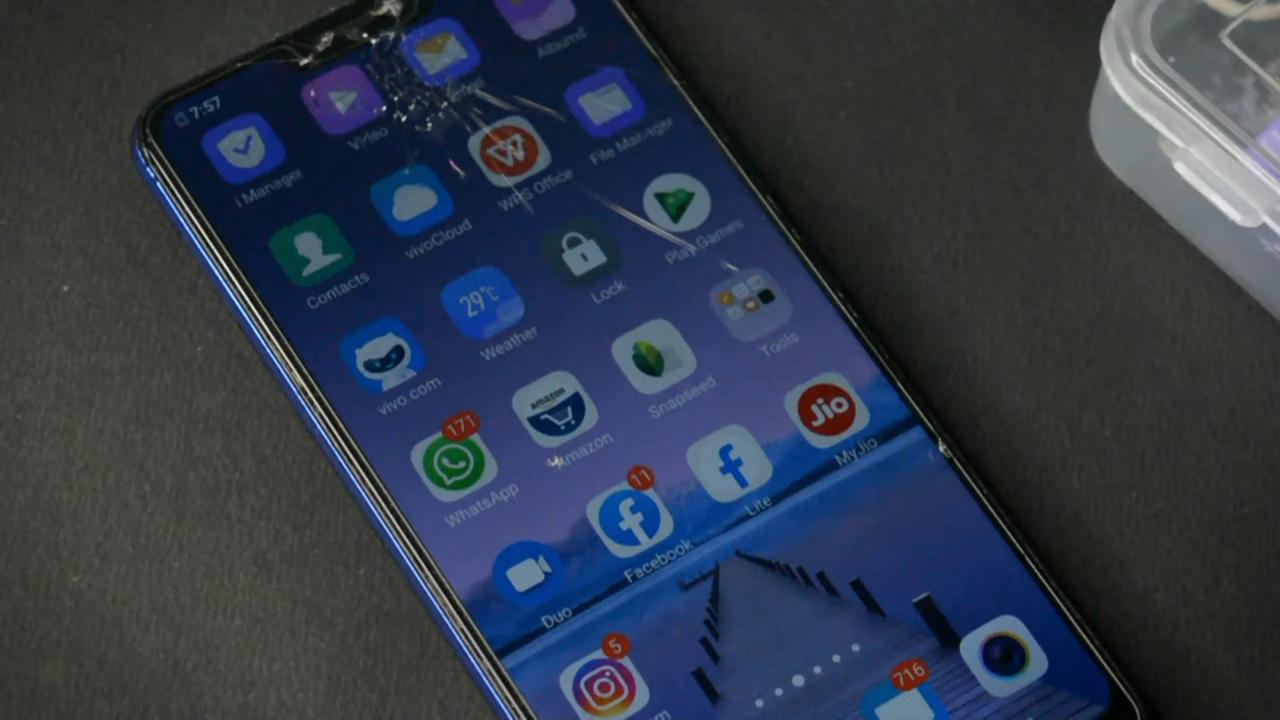 7:57
Albums
Video
i Manager
File Manager
WPS Office
vivoCloud
Contacts
Play Games
Lock
29°C
Weather
vivo.com
Tools
Snapseed
amazon
Amazon
171
WhatsApp
Jio
MyJio
Lite
11
Facebook
Duo
5
716